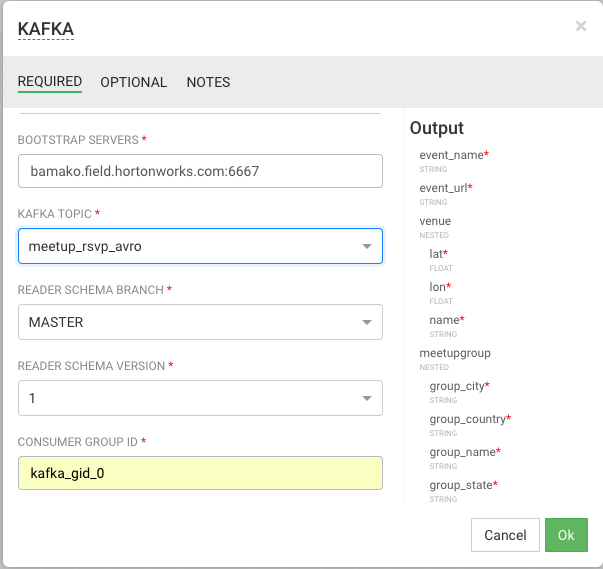 KAFKA
×
REQUIRED OPTIONAL NOTES
BOOTSTRAP SERVERS *
bamako.field.hortonworks.com:6667
KAFKA TOPIC *
meetup_rsvp_avro
READER SCHEMA BRANCH *
MASTER
READER SCHEMA VERSION *
1
CONSUMER GROUP ID *
kafka_gid_0
Output
event_name*
STRING
event_url*
STRING
venue
NESTED
lat*
FLOAT
lon*
FLOAT
name*
STRING
meetupgroup
NESTED
group_city*
STRING
group_country*
STRING
group_name*
STRING
group_state*
STRING
Cancel Ok